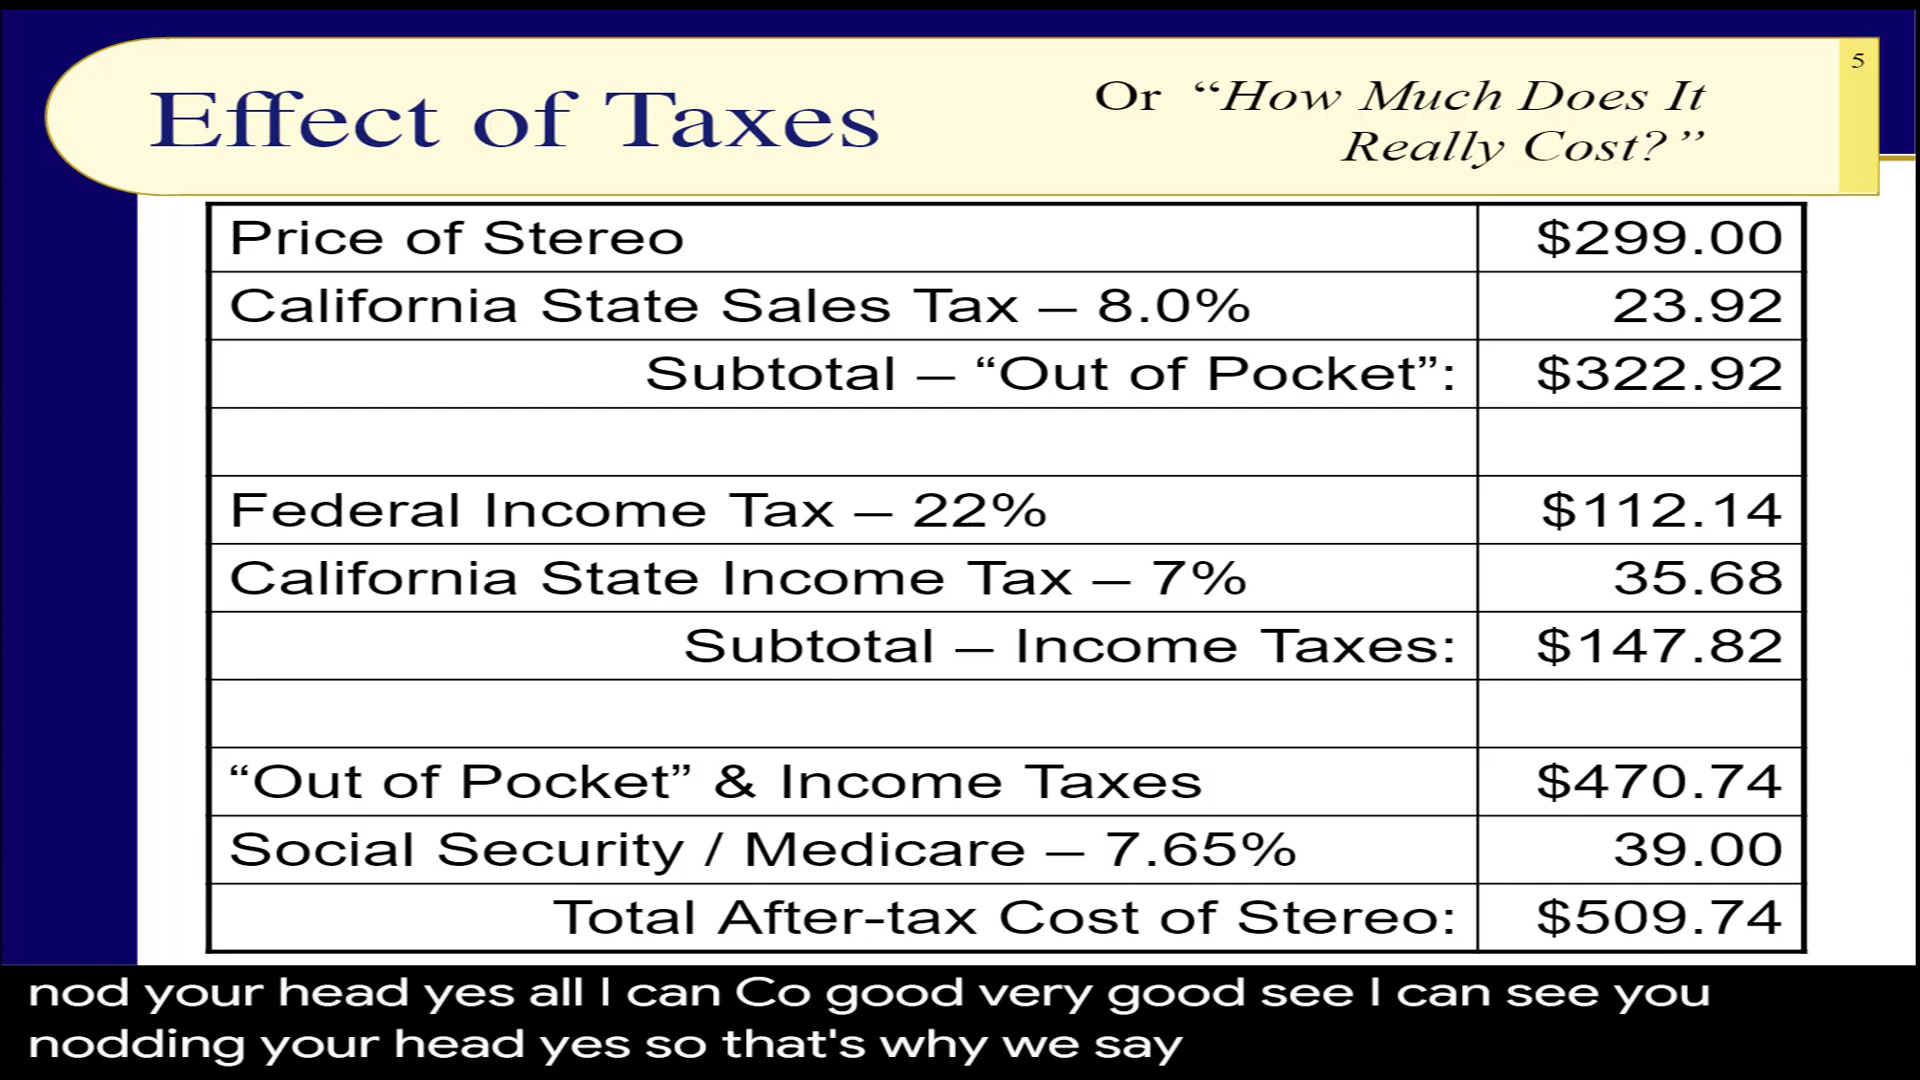 5
Effect of Taxes
Or “How Much Does It
Really Cost?”
Price of Stereo $299.00
California State Sales Tax – 8.0% 23.92
Subtotal – “Out of Pocket”: $322.92
Federal Income Tax – 22% $112.14
California State Income Tax – 7% 35.68
Subtotal – Income Taxes: $147.82
“Out of Pocket” & Income Taxes $470.74
Social Security / Medicare – 7.65% 39.00
Total After-tax Cost of Stereo: $509.74
nod your head yes all I can Co good very good see I can see you
nodding your head yes so that's why we say